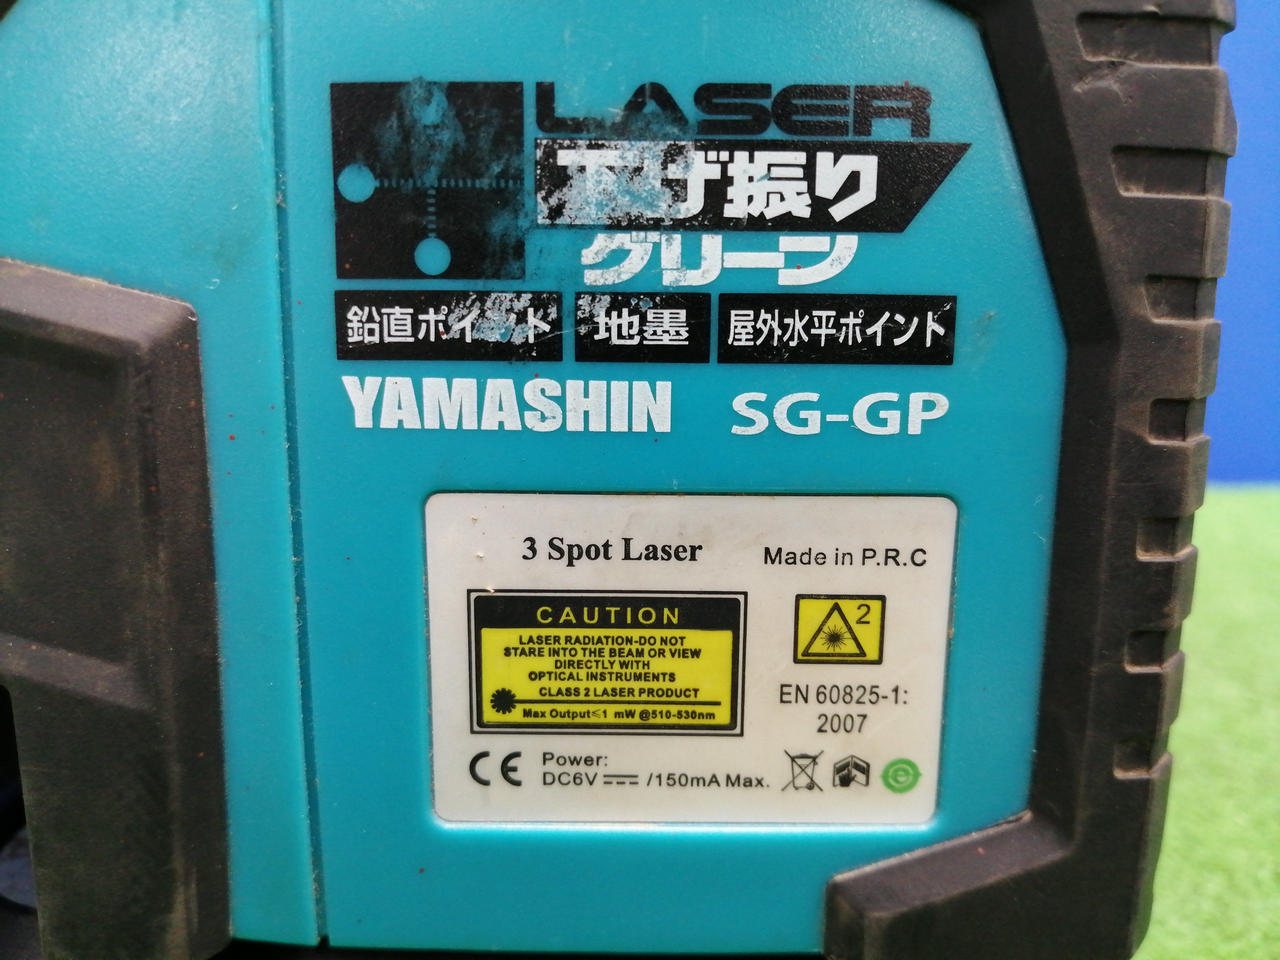 LASER
下げ振り
グリーン
鉛直ポイント 地墨 屋外水平ポイント
YAMASHIN SG-GP
3 Spot Laser Made in P.R.C
CAUTION
LASER RADIATION-DO NOT
STARE INTO THE BEAM OR VIEW
DIRECTLY WITH
OPTICAL INSTRUMENTS
CLASS 2 LASER PRODUCT
Max Output≤1 mW @510-530nm
2
EN 60825-1:
2007
CE Power:
DC6V ⎓ /150mA Max.
e